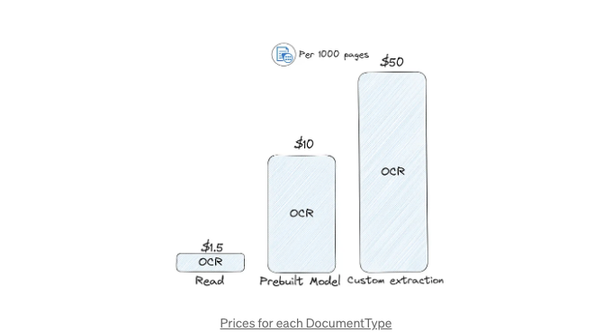 Per 1000 pages
$50
$10
OCR
OCR
$1.5
OCR
Read
Prebuilt Model
Custom extraction
Prices for each DocumentType